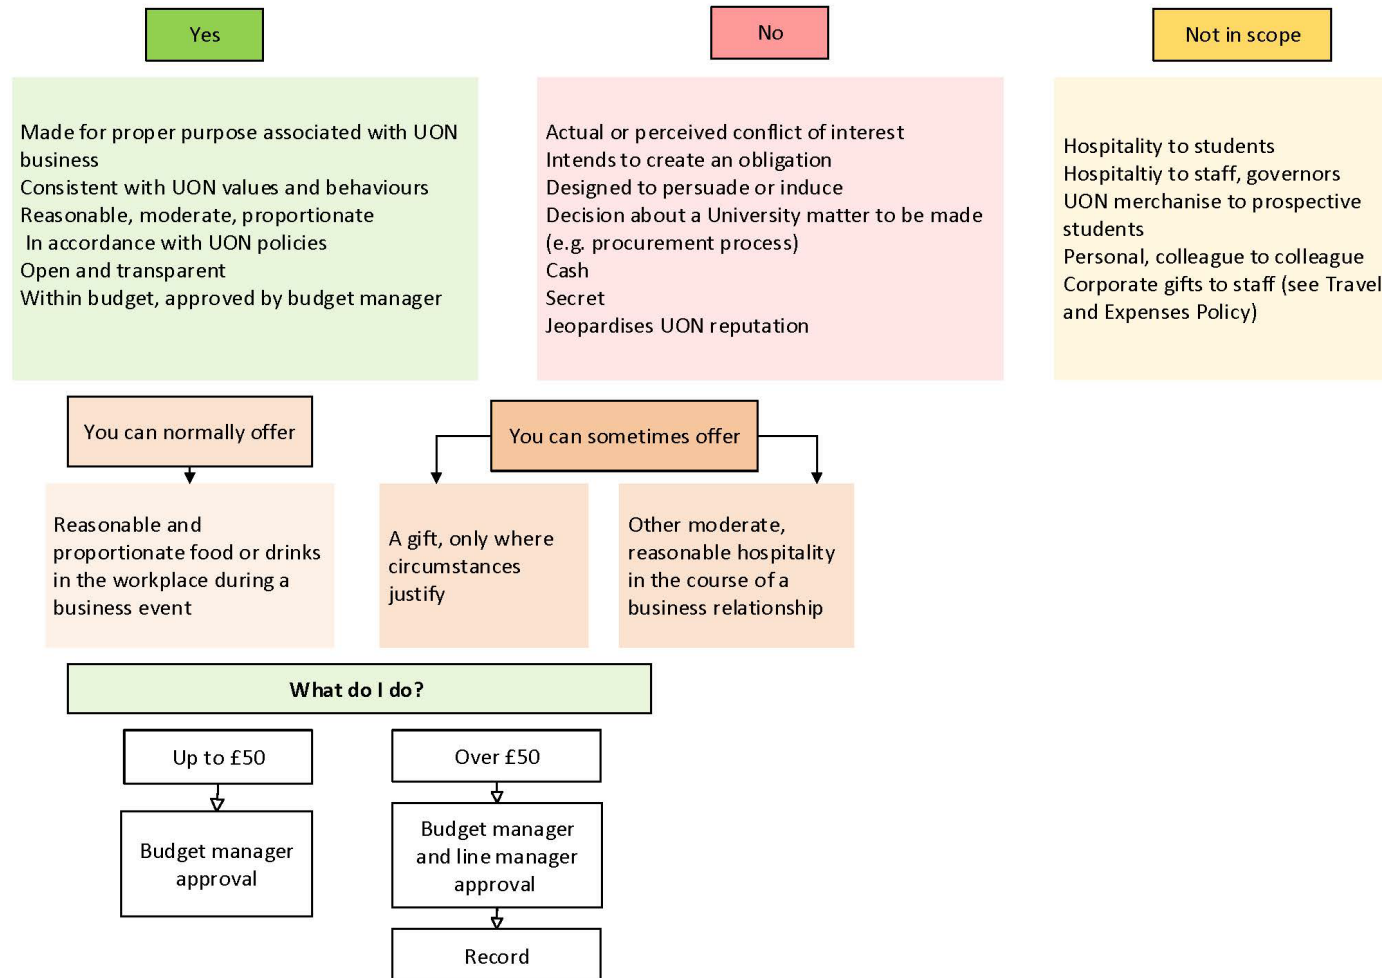 Yes
No
Not in scope
Made for proper purpose associated with UON
business
Consistent with UON values and behaviours
Reasonable, moderate, proportionate
In accordance with UON policies
Open and transparent
Within budget, approved by budget manager
Actual or perceived conflict of interest
Intends to create an obligation
Designed to persuade or induce
Decision about a University matter to be made
(e.g. procurement process)
Cash
Secret
Jeopardises UON reputation
Hospitality to students
Hospitaltiy to staff, governors
UON merchanise to prospective
students
Personal, colleague to colleague
Corporate gifts to staff (see Travel
and Expenses Policy)
You can normally offer
You can sometimes offer
Reasonable and
proportionate food or drinks
in the workplace during a
business event
A gift, only where
circumstances
justify
Other moderate,
reasonable hospitality
in the course of a
business relationship
What do I do?
Up to £50
Over £50
Budget manager
approval
Budget manager
and line manager
approval
Record